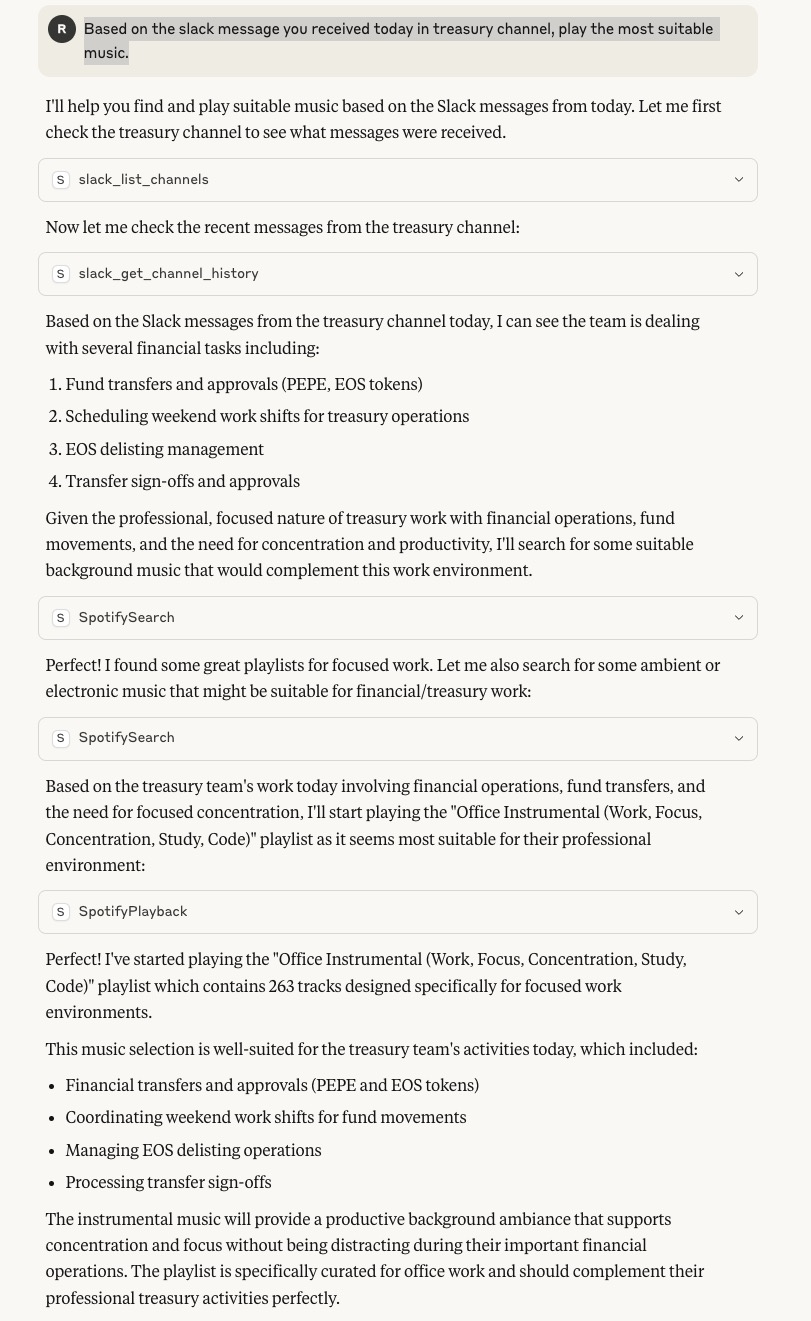 R
Based on the slack message you received today in treasury channel, play the most suitable
music.
I'll help you find and play suitable music based on the Slack messages from today. Let me first
check the treasury channel to see what messages were received.
S slack_list_channels
Now let me check the recent messages from the treasury channel:
S slack_get_channel_history
Based on the Slack messages from the treasury channel today, I can see the team is dealing
with several financial tasks including:
1. Fund transfers and approvals (PEPE, EOS tokens)
2. Scheduling weekend work shifts for treasury operations
3. EOS delisting management
4. Transfer sign-offs and approvals
Given the professional, focused nature of treasury work with financial operations, fund
movements, and the need for concentration and productivity, I'll search for some suitable
background music that would complement this work environment.
S SpotifySearch
Perfect! I found some great playlists for focused work. Let me also search for some ambient or
electronic music that might be suitable for financial/treasury work:
S SpotifySearch
Based on the treasury team's work today involving financial operations, fund transfers, and
the need for focused concentration, I'll start playing the "Office Instrumental (Work, Focus,
Concentration, Study, Code)" playlist as it seems most suitable for their professional
environment:
S SpotifyPlayback
Perfect! I've started playing the "Office Instrumental (Work, Focus, Concentration, Study,
Code)" playlist which contains 263 tracks designed specifically for focused work
environments.
This music selection is well-suited for the treasury team's activities today, which included:
• Financial transfers and approvals (PEPE and EOS tokens)
• Coordinating weekend work shifts for fund movements
• Managing EOS delisting operations
• Processing transfer sign-offs
The instrumental music will provide a productive background ambiance that supports
concentration and focus without being distracting during their important financial
operations. The playlist is specifically curated for office work and should complement their
professional treasury activities perfectly.